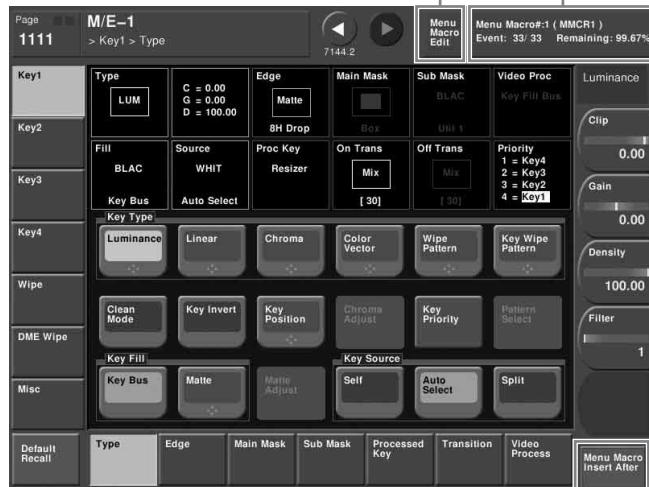 Page
1111
M/E–1
> Key1 > Type
7144.2
Menu
Macro
Edit
Menu Macro#:1 ( MMCR1 )
Event: 33/ 33 Remaining: 99.67%
Key1
Key2
Key3
Key4
Wipe
DME Wipe
Misc
Default
Recall
Type
LUM
C = 0.00
G = 0.00
D = 100.00
Edge
Matte
8H Drop
Main Mask
Box
Sub Mask
BLAC
Util 1
Video Proc
Key Fill Bus
Fill
BLAC
Key Bus
Source
WHIT
Auto Select
Proc Key
Resizer
On Trans
Mix
[ 30]
Off Trans
Mix
[ 30]
Priority
1 = Key4
2 = Key3
3 = Key2
4 = Key1
Key Type
Luminance
Linear
Chroma
Color
Vector
Wipe
Pattern
Key Wipe
Pattern
Clean
Mode
Key Invert
Key
Position
Chroma
Adjust
Key
Priority
Pattern
Select
Key Fill
Key Bus
Matte
Matte
Adjust
Key Source
Self
Auto
Select
Split
Luminance
Clip
0.00
Gain
0.00
Density
100.00
Filter
1
Type
Edge
Main Mask
Sub Mask
Processed
Key
Transition
Video
Process
Menu Macro
Insert After